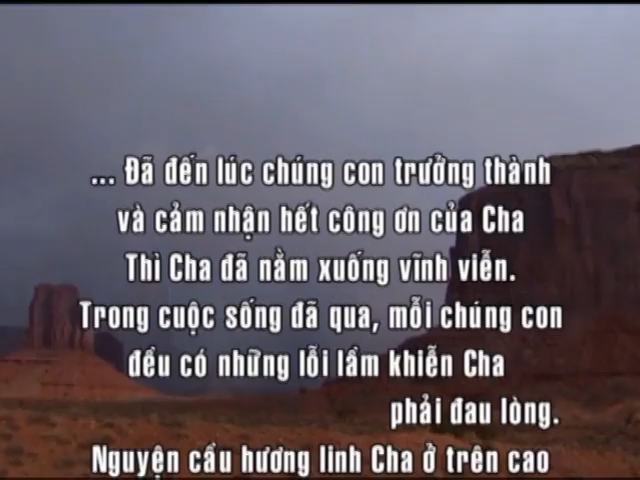 ... Đã đến lúc chúng con trưởng thành
và cảm nhận hết công ơn của Cha
Thì Cha đã nằm xuống vĩnh viễn.
Trong cuộc sống đã qua, mỗi chúng con
đều có những lỗi lầm khiến Cha
phải đau lòng.
Nguyện cầu hương linh Cha ở trên cao